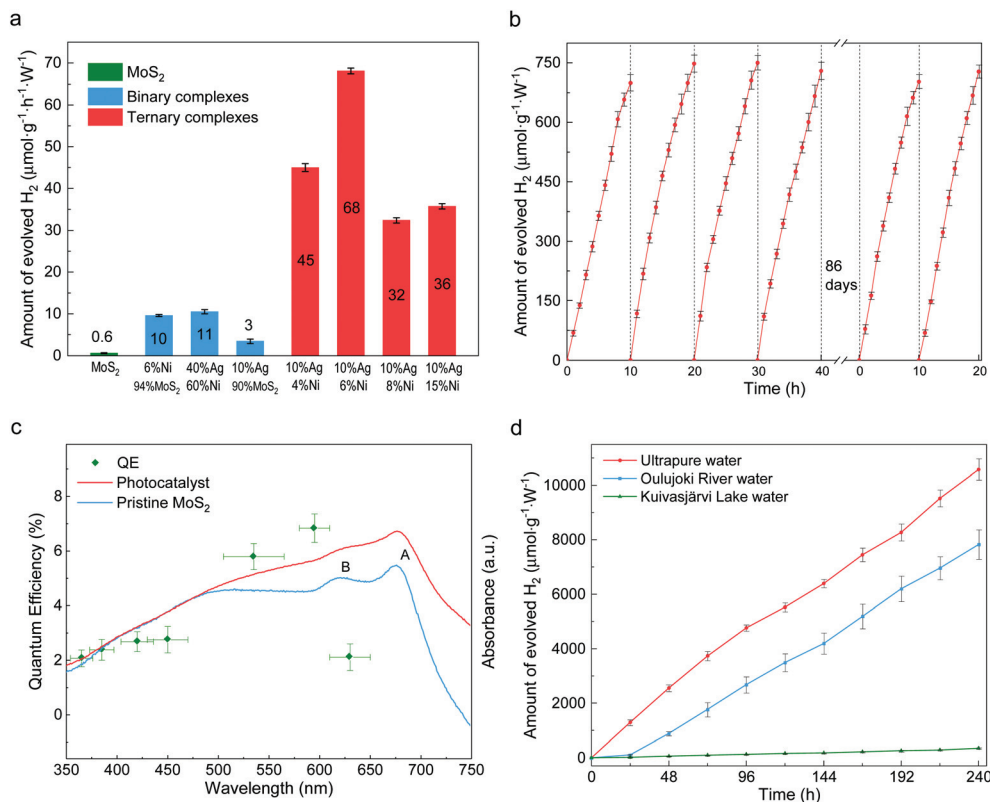 a
Amount of evolved H₂ (μmol·g⁻¹·h⁻¹·W⁻¹)
70
60
50
40
30
20
10
0
MoS₂
Binary complexes
Ternary complexes
0.6
10
11
3
45
68
32
36
MoS₂
6%Ni 40%Ag 10%Ag 10%Ag 10%Ag 10%Ag 10%Ag
94%MoS₂ 60%Ni 90%MoS₂ 4%Ni 6%Ni 8%Ni 15%Ni
b
Amount of evolved H₂ (μmol·g⁻¹·W⁻¹)
750
600
450
300
150
0
86
days
0 10 20 30 40 0 10 20
Time (h)
c
Quantum Efficiency (%)
8
6
4
2
0
QE
Photocatalyst
Pristine MoS₂
B
A
Absorbance (a.u.)
350 400 450 500 550 600 650 700 750
Wavelength (nm)
d
Amount of evolved H₂ (μmol·g⁻¹·W⁻¹)
10000
8000
6000
4000
2000
0
Ultrapure water
Oulujoki River water
Kuivasjärvi Lake water
0 48 96 144 192 240
Time (h)